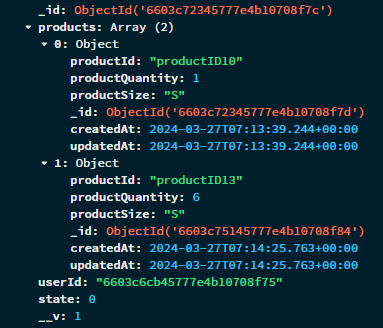 _id: ObjectId('6603c72345777e4b10708f7c')
products: Array (2)
0: Object
productId: "productID10"
productQuantity: 1
productSize: "S"
_id: ObjectId('6603c72345777e4b10708f7d')
createdAt: 2024-03-27T07:13:39.244+00:00
updatedAt: 2024-03-27T07:13:39.244+00:00
1: Object
productId: "productID13"
productQuantity: 6
productSize: "S"
_id: ObjectId('6603c75145777e4b10708f84')
createdAt: 2024-03-27T07:14:25.763+00:00
updatedAt: 2024-03-27T07:14:25.763+00:00
userId: "6603c6cb45777e4b10708f75"
state: 0
__v: 1